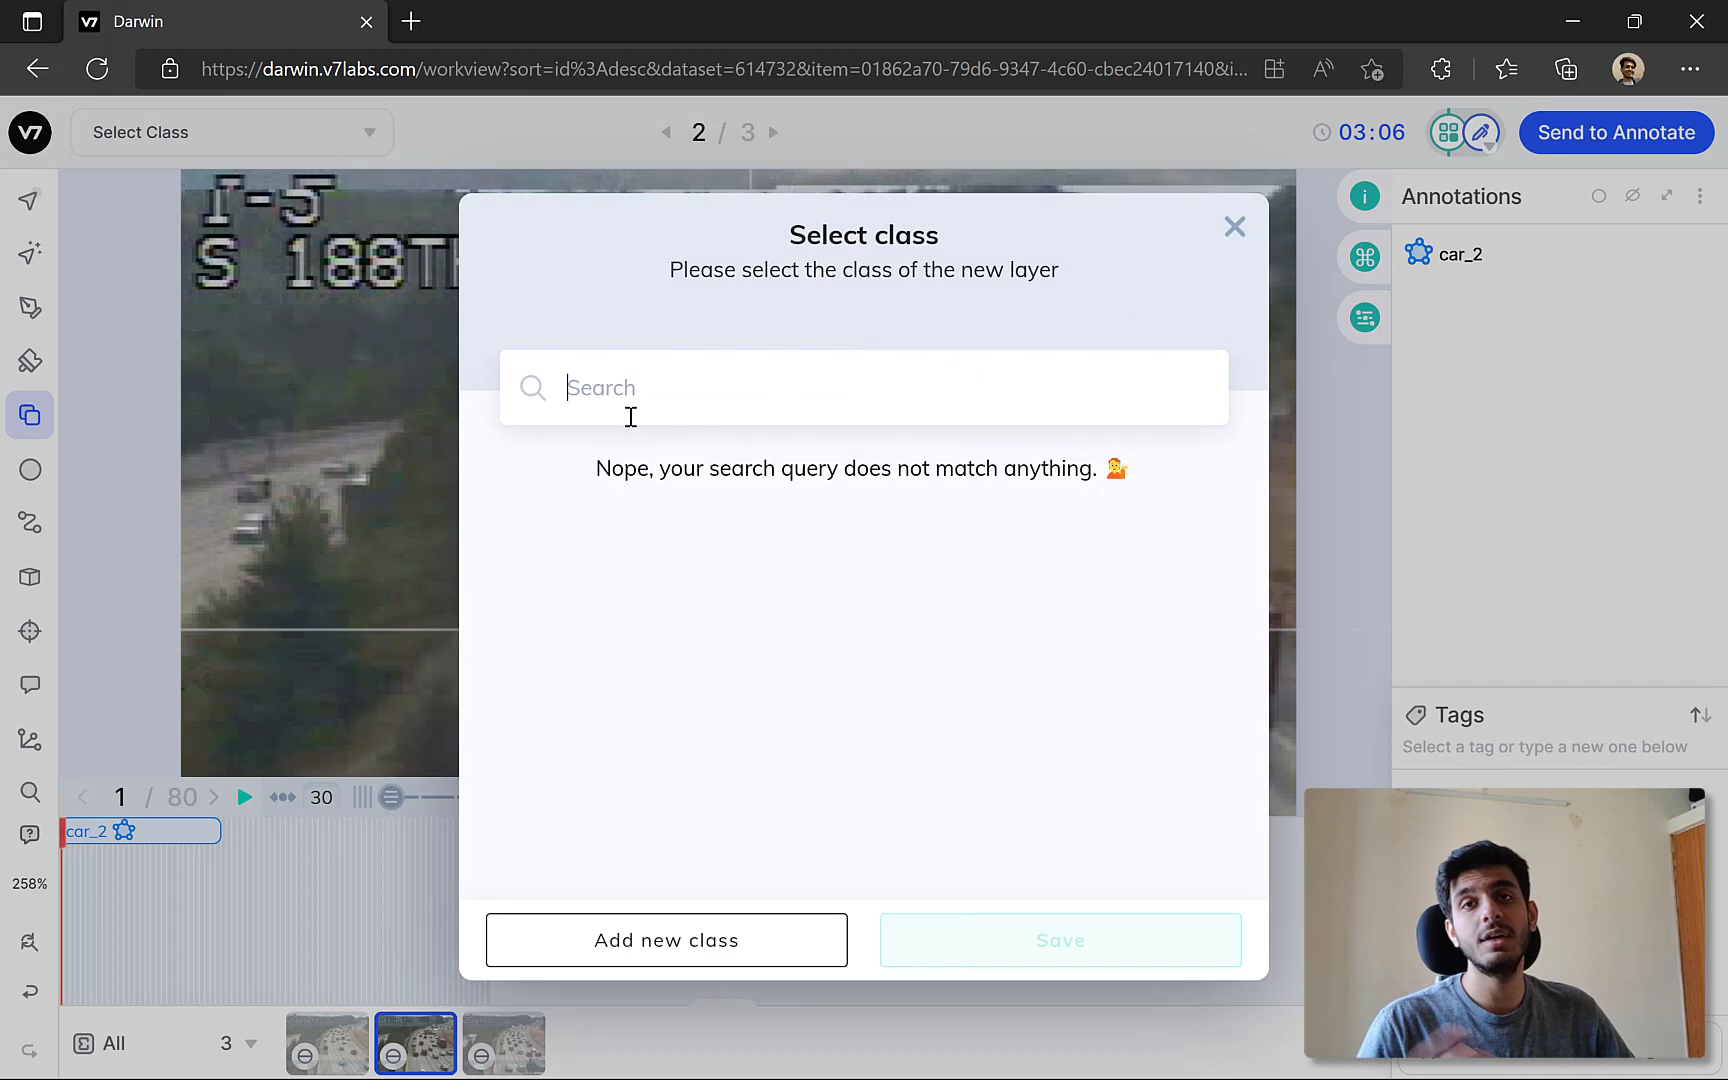 Darwin
https://darwin.v7labs.com/workview?sort=id%3Adesc&dataset=614732&item=01862a70-79d6-9347-4c60-cbec24017140&i...
V7
Select Class
2 / 3
03:06
Send to Annotate
I-5
S 188TH
Select class
Please select the class of the new layer
Search
Nope, your search query does not match anything.
Add new class
Save
Annotations
car_2
Tags
Select a tag or type a new one below
1 / 80
30
car_2
258%
All
3